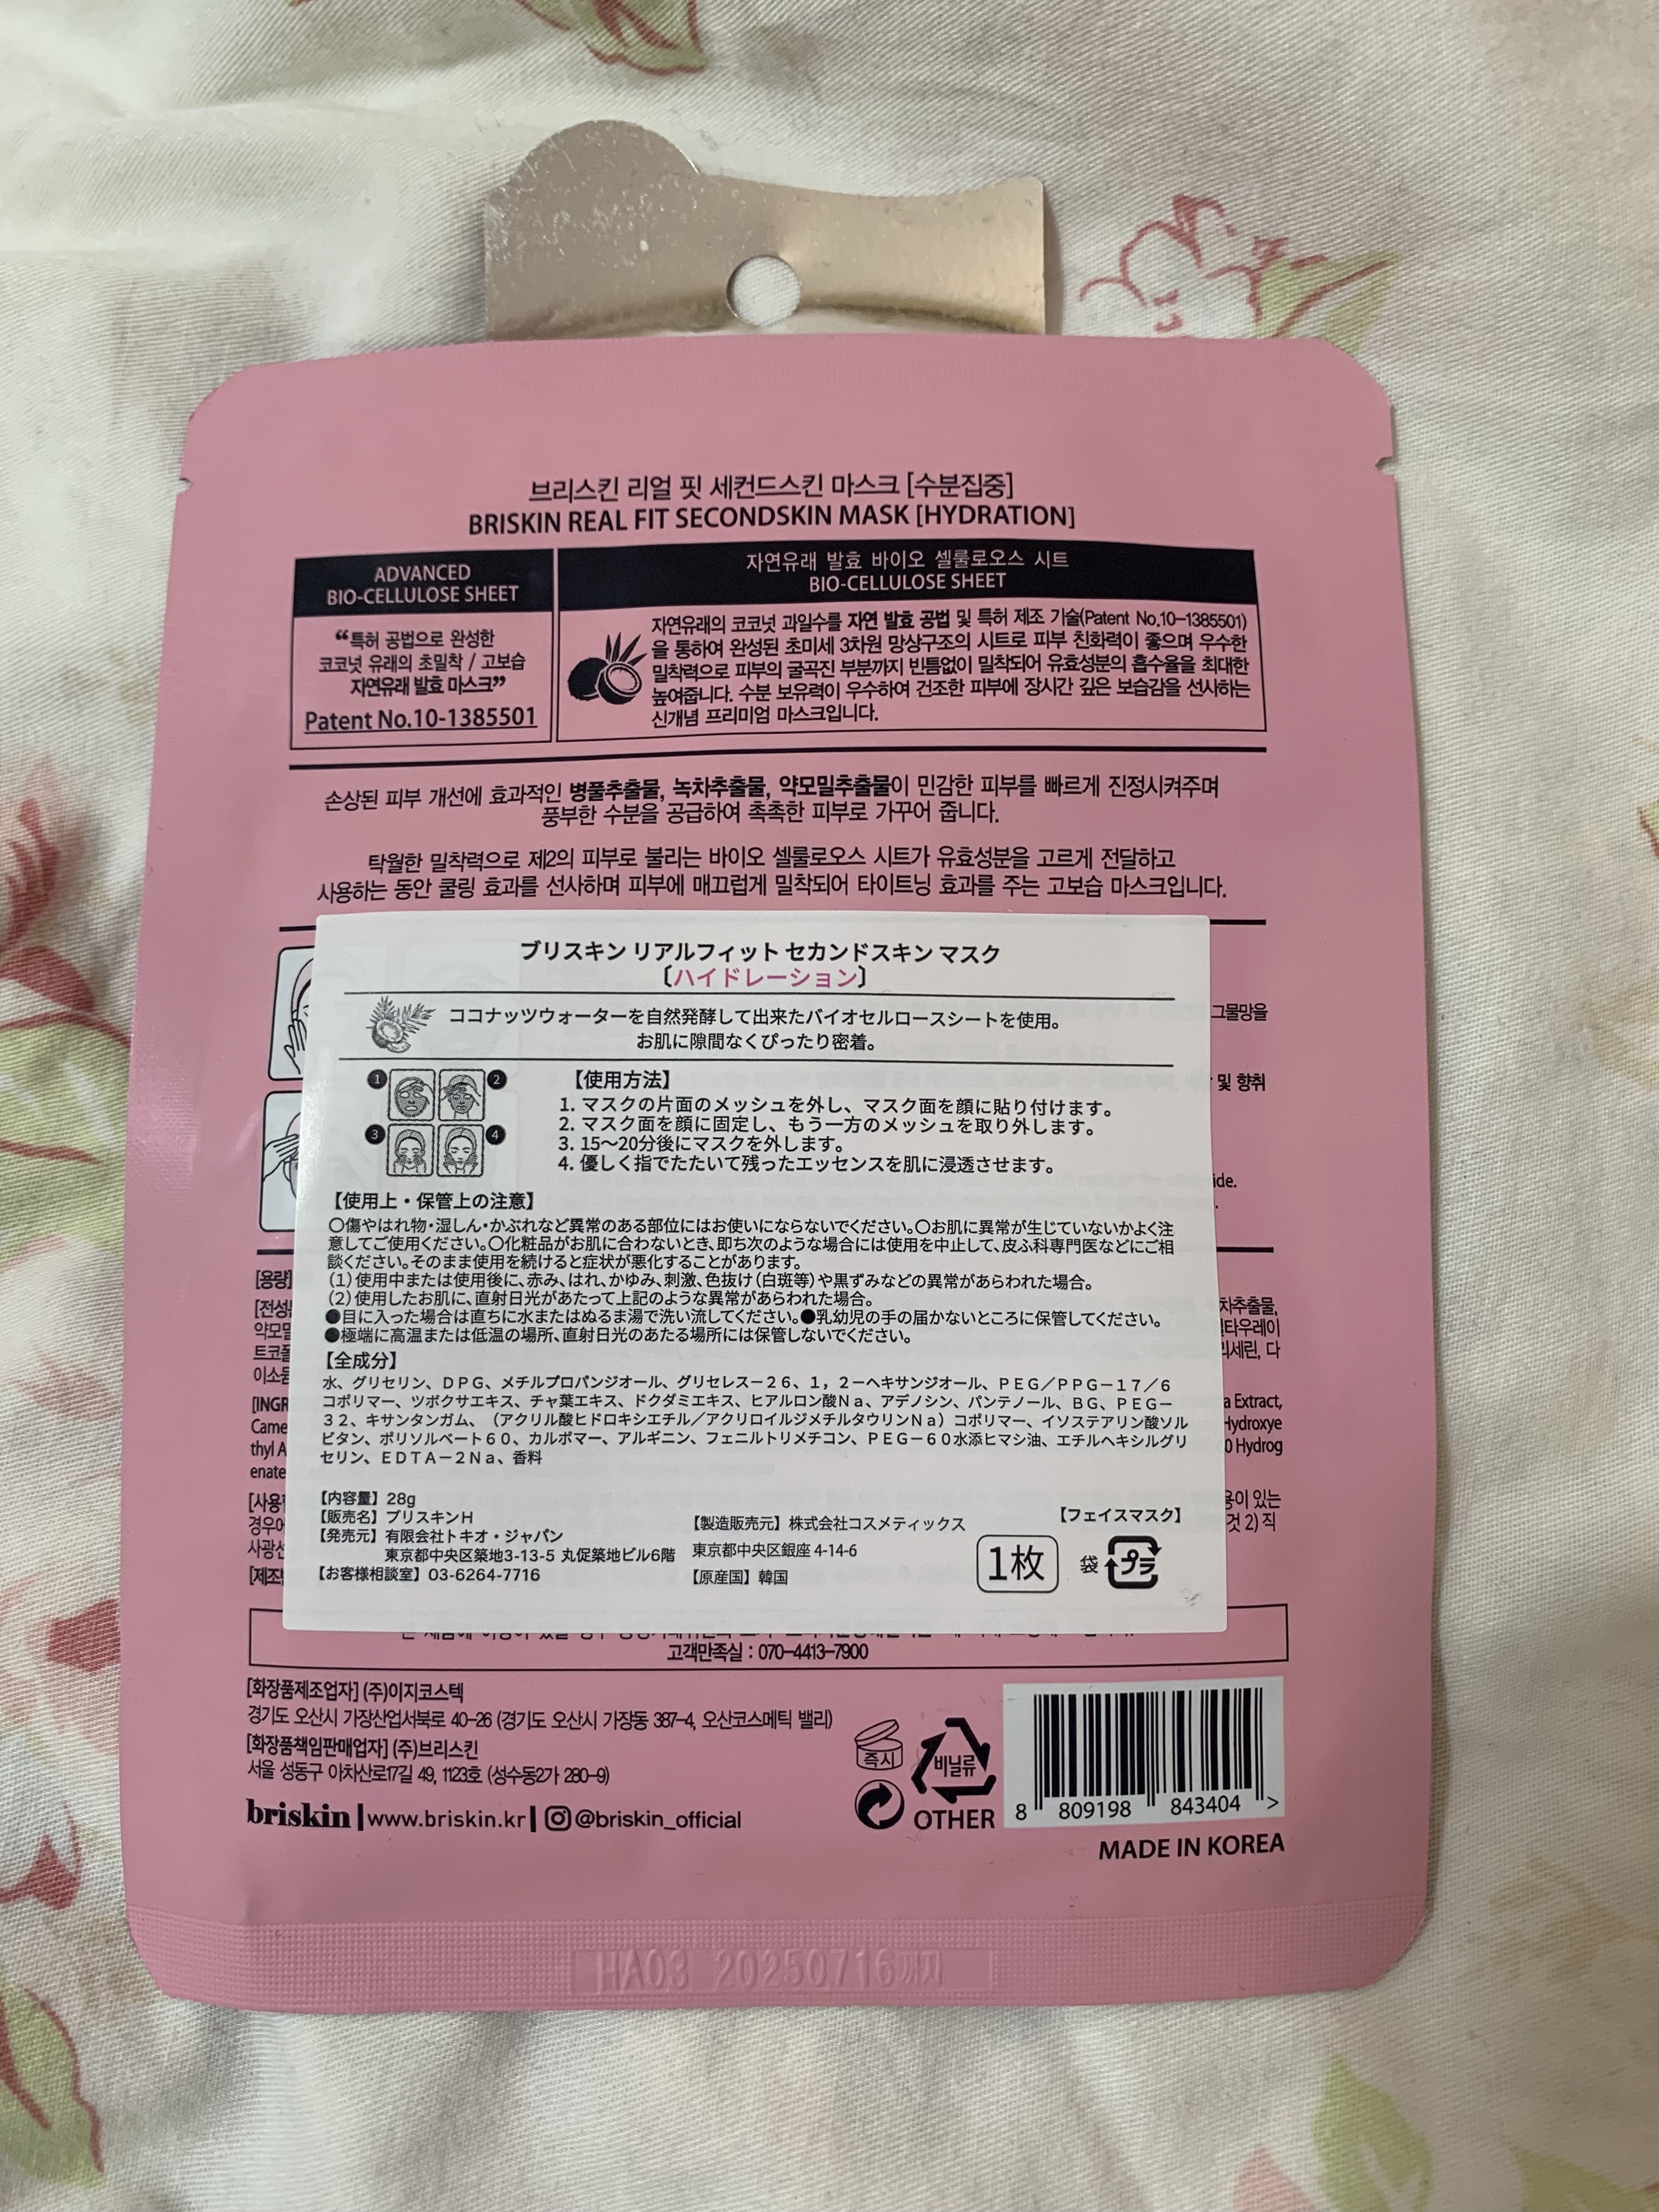 브리스킨 리얼 핏 세컨드스킨 마스크 [수분집중]
BRISKIN REAL FIT SECONDSKIN MASK [HYDRATION]
ADVANCED
BIO-CELLULOSE SHEET
“특허 공법으로 완성한
코코넛 유래의 초밀착 / 고보습
자연유래 발효 마스크”
Patent No.10-1385501
자연유래 발효 바이오 셀룰로오스 시트
BIO-CELLULOSE SHEET
자연유래의 코코넛 과일수를 자연 발효 공법 및 특허 제조 기술(Patent No.10-1385501)
을 통하여 완성된 초미세 3차원 망상구조의 시트로 피부 친화력이 좋으며 우수한
밀착력으로 피부의 굴곡진 부분까지 빈틈없이 밀착되어 유효성분의 흡수율을 최대한
높여줍니다. 수분 보유력이 우수하여 건조한 피부에 장시간 깊은 보습감을 선사하는
신개념 프리미엄 마스크입니다.
손상된 피부 개선에 효과적인 병풀추출물, 녹차추출물, 약모밀추출물이 민감한 피부를 빠르게 진정시켜주며
풍부한 수분을 공급하여 촉촉한 피부로 가꾸어 줍니다.
탁월한 밀착력으로 제2의 피부로 불리는 바이오 셀룰로오스 시트가 유효성분을 고르게 전달하고
사용하는 동안 쿨링 효과를 선사하며 피부에 매끄럽게 밀착되어 타이트닝 효과를 주는 고보습 마스크입니다.
ブリスキン リアルフィット セカンドスキン マスク
〔ハイドレーション〕
ココナッツウォーターを自然発酵して出来たバイオセルロースシートを使用。
お肌に隙間なくぴったり密着。
1 2
3 4
【使用方法】
1. マスクの片面のメッシュを外し、マスク面を顔に貼り付けます。
2. マスク面を顔に固定し、もう一方のメッシュを取り外します。
3. 15〜20分後にマスクを外します。
4. 優しく指でたたいて残ったエッセンスを肌に浸透させます。
그물망을
및 향취
ide.
【使用上・保管上の注意】
〇傷やはれ物・湿しん・かぶれなど異常のある部位にはお使いにならないでください。〇お肌に異常が生じていないかよく注
意してご使用ください。〇化粧品がお肌に合わないとき、即ち次のような場合には使用を中止して、皮ふ科専門医などにご相
談ください。そのまま使用を続けると症状が悪化することがあります。
(1)使用中または使用後に、赤み、はれ、かゆみ、刺激、色抜け(白斑等)や黒ずみなどの異常があらわれた場合。
(2)使用したお肌に、直射日光があたって上記のような異常があらわれた場合。
●目に入った場合は直ちに水またはぬるま湯で洗い流してください。●乳幼児の手の届かないところに保管してください。
●極端に高温または低温の場所、直射日光のあたる場所には保管しないでください。
【全成分】
水、グリセリン、ＤＰＧ、メチルプロパンジオール、グリセレス－２６、１，２－ヘキサンジオール、ＰＥＧ／ＰＰＧ－１７／６
コポリマー、ツボクサエキス、チャ葉エキス、ドクダミエキス、ヒアルロン酸Ｎａ、アデノシン、パンテノール、ＢＧ、ＰＥＧ－
３２、キサンタンガム、（アクリル酸ヒドロキシエチル／アクリロイルジメチルタウリンＮａ）コポリマー、イソステアリン酸ソル
ビタン、ポリソルベート６０、カルボマー、アルギニン、フェニルトリメチコン、ＰＥＧ－６０水添ヒマシ油、エチルヘキシルグリ
セリン、ＥＤＴＡ－２Ｎａ、香料
【内容量】28g
【販売名】ブリスキンＨ
【発売元】有限会社トキオ・ジャパン
東京都中央区築地3-13-5 丸促築地ビル6階
【お客様相談室】03-6264-7716
【製造販売元】株式会社コスメティックス
東京都中央区銀座 4-14-6
【原産国】韓国
【フェイスマスク】
1枚
袋 プラ
[용량]
[전성
약모밀
트코폴
이소듐
[INGR
Came
thyl A
enate
[사용
경우에
사광선
[제조
차추출물,
타우레이
리세린, 다
a Extract,
Hydroxye
0 Hydrog
용이 있는
것 2) 직
고객만족실 : 070-4413-7900
[화장품제조업자] (주)이지코스텍
경기도 오산시 가장산업서북로 40-26 (경기도 오산시 가장동 387-4, 오산코스메틱 밸리)
[화장품책임판매업자] (주)브리스킨
서울 성동구 아차산로17길 49, 1123호 (성수동2가 280-9)
briskin | www.briskin.kr | @briskin_official
즉시
비닐류
OTHER
8 809198 843404 >
MADE IN KOREA
HA03 20250716까지